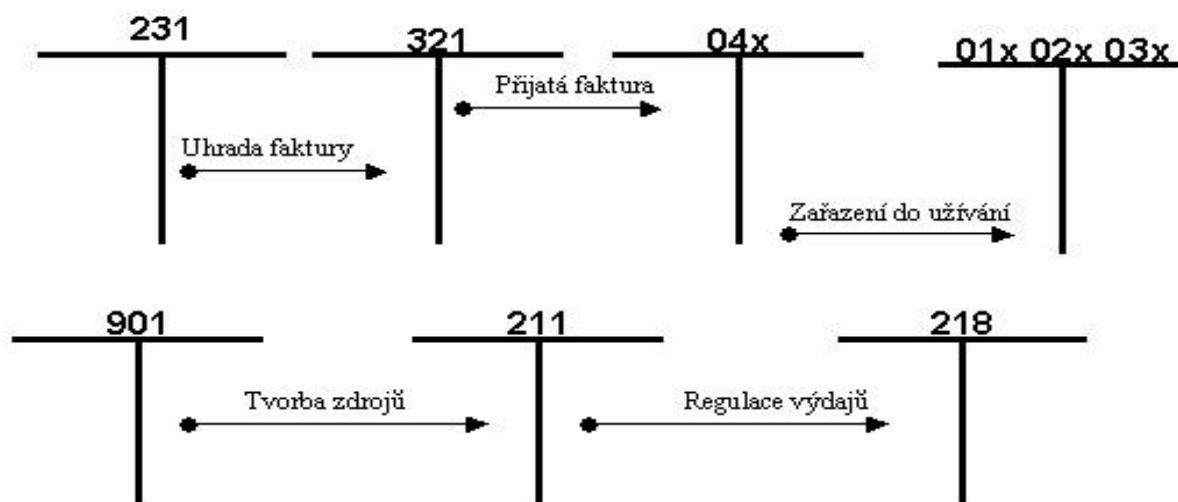 231
321
04x
01x 02x 03x
Přijatá faktura
Uhrada faktury
Zařazení do užívání
901
211
218
Tvorba zdrojů
Regulace výdajů